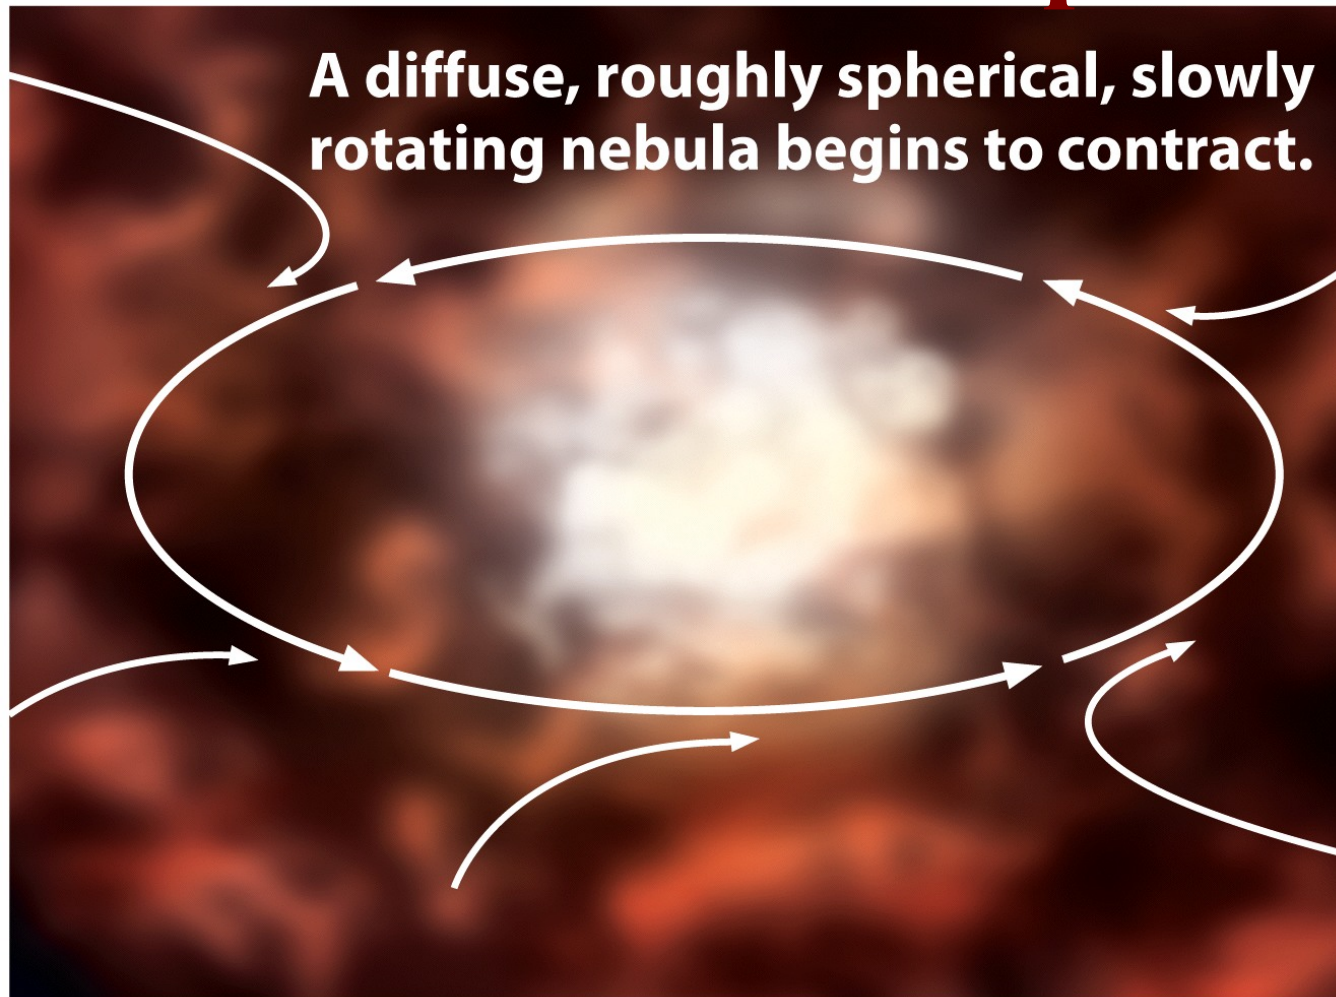 A diffuse, roughly spherical, slowly
rotating nebula begins to contract.